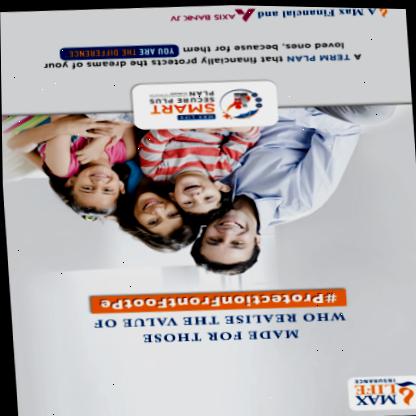 MAX
LIFE
INSURANCE
MADE FOR THOSE
WHO REALISE THE VALUE OF
#ProtectionFrontFootPe
MAX LIFE
SMART
SECURE PLUS
PLAN
A TERM PLAN that financially protects the dreams of your
loved ones, because for them YOU ARE THE DIFFERENCE
A Max Financial and AXIS BANK JV